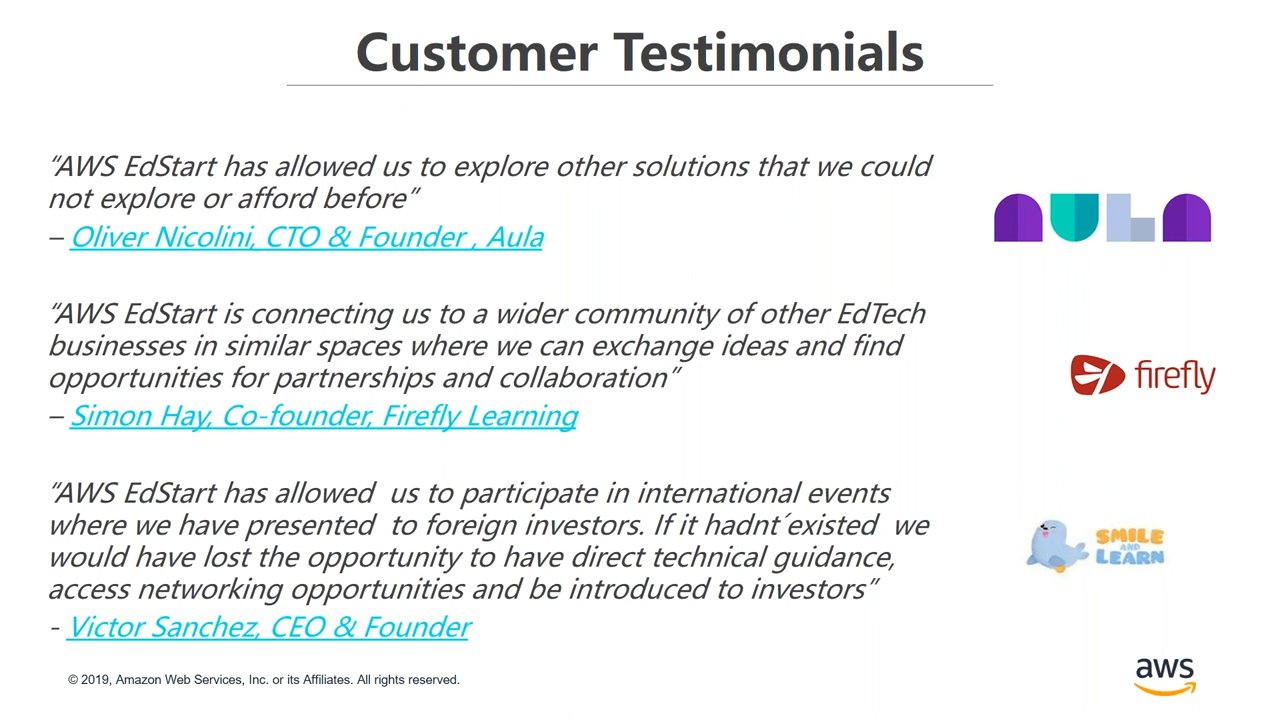 Customer Testimonials
“AWS EdStart has allowed us to explore other solutions that we could
not explore or afford before”
– Oliver Nicolini, CTO & Founder , Aula
AULA
“AWS EdStart is connecting us to a wider community of other EdTech
businesses in similar spaces where we can exchange ideas and find
opportunities for partnerships and collaboration”
– Simon Hay, Co-founder, Firefly Learning
firefly
“AWS EdStart has allowed  us to participate in international events
where we have presented  to foreign investors. If it hadnt´existed  we
would have lost the opportunity to have direct technical guidance,
access networking opportunities and be introduced to investors”
- Victor Sanchez, CEO & Founder
SMILE
AND
LEARN
© 2019, Amazon Web Services, Inc. or its Affiliates. All rights reserved.
aws